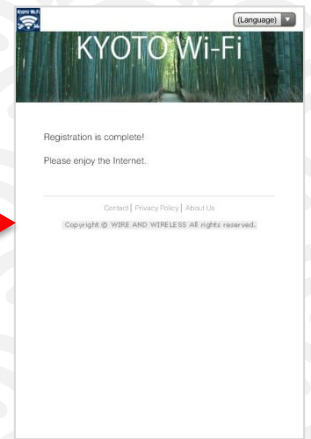 KYOTO Wi-Fi
(Language)
KYOTO Wi-Fi
Registration is complete!
Please enjoy the Internet.
Contact | Privacy Policy | About Us
Copyright © WIRE AND WIRELESS All rights reserved.